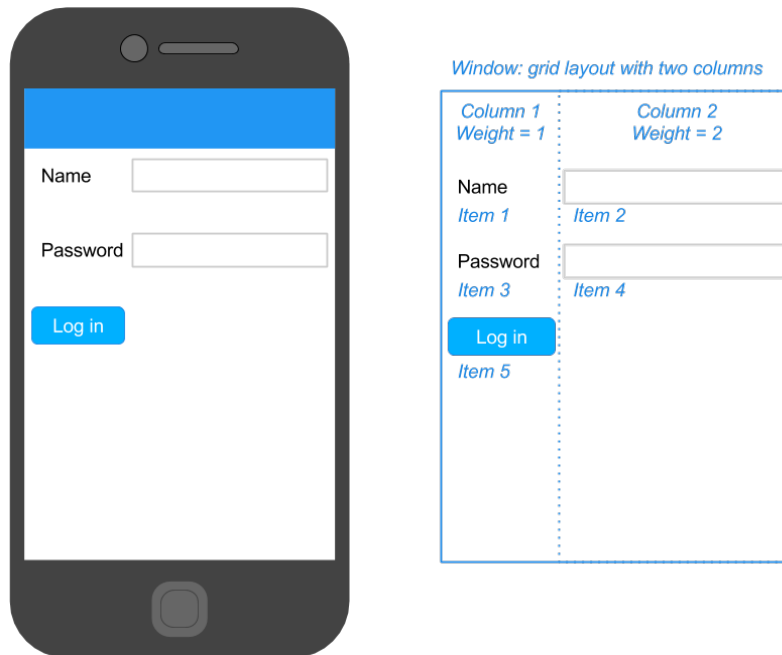 Name
Password
Log in
Window: grid layout with two columns
Column 1
Weight = 1
Column 2
Weight = 2
Name
Item 1
Item 2
Password
Item 3
Item 4
Log in
Item 5